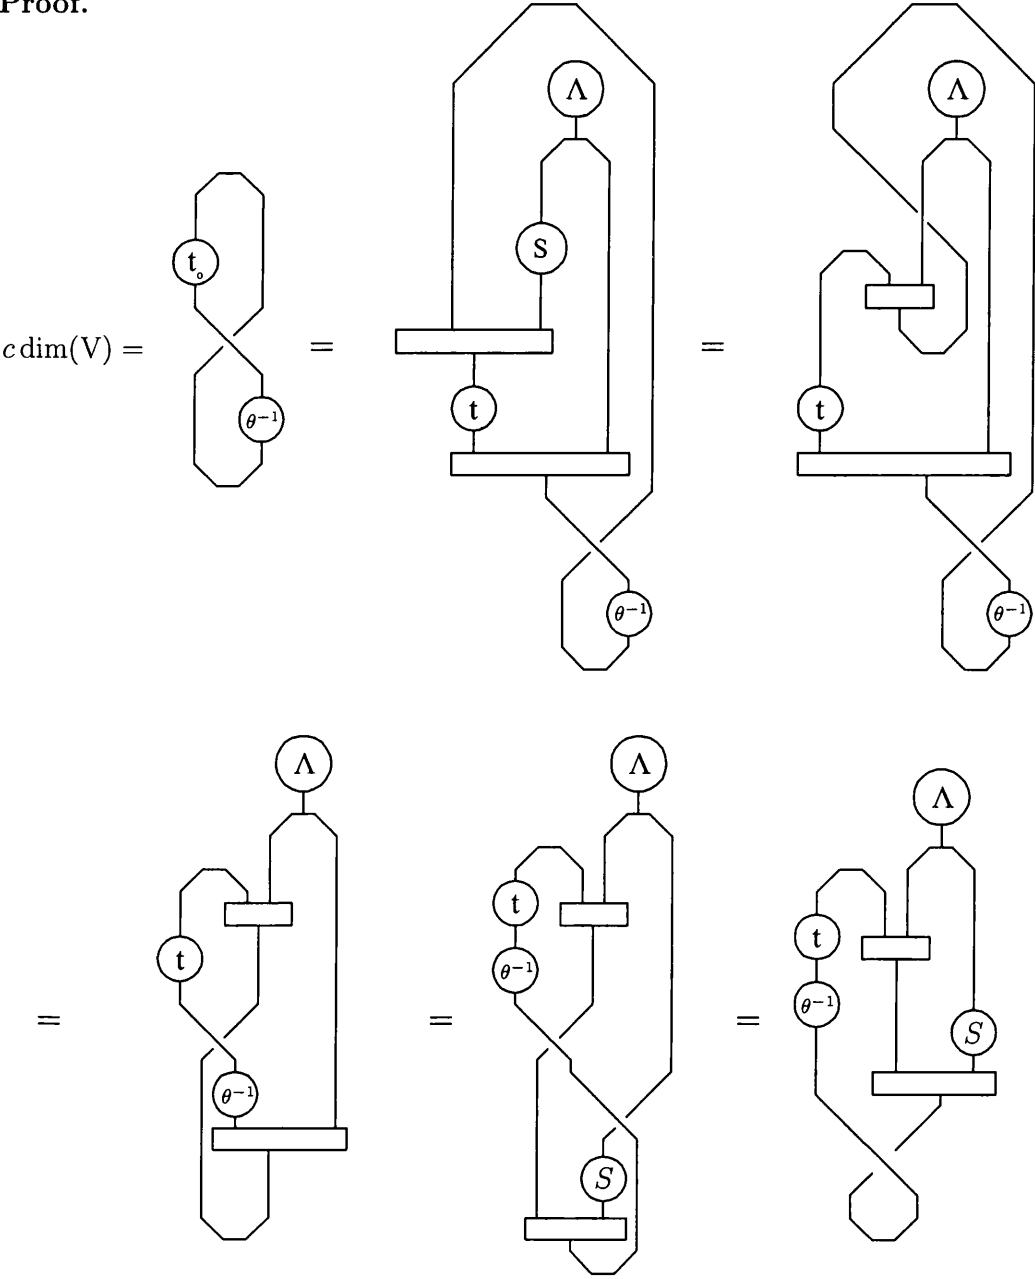 Proof.
Λ Λ
S
t₀
c dim(V) = = =
t t
θ⁻¹
θ⁻¹ θ⁻¹
Λ Λ
Λ
t
t
t
θ⁻¹
θ⁻¹
= = = S
θ⁻¹
S